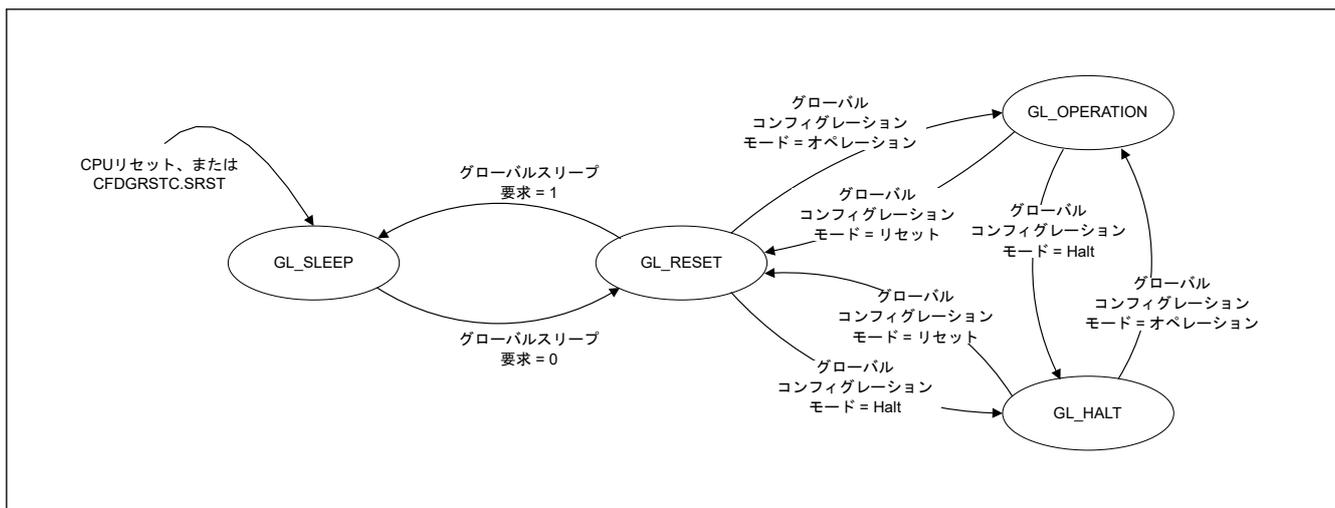 CPUリセット、または
CFDGRSTC.SRST
GL_SLEEP
グローバルスリープ
要求 = 1
グローバルスリープ
要求 = 0
GL_RESET
グローバル
コンフィグレーション
モード = オペレーション
グローバル
コンフィグレーション
モード = リセット
グローバル
コンフィグレーション
モード = リセット
グローバル
コンフィグレーション
モード = Halt
GL_OPERATION
グローバル
コンフィグレーション
モード = Halt
グローバル
コンフィグレーション
モード = オペレーション
GL_HALT